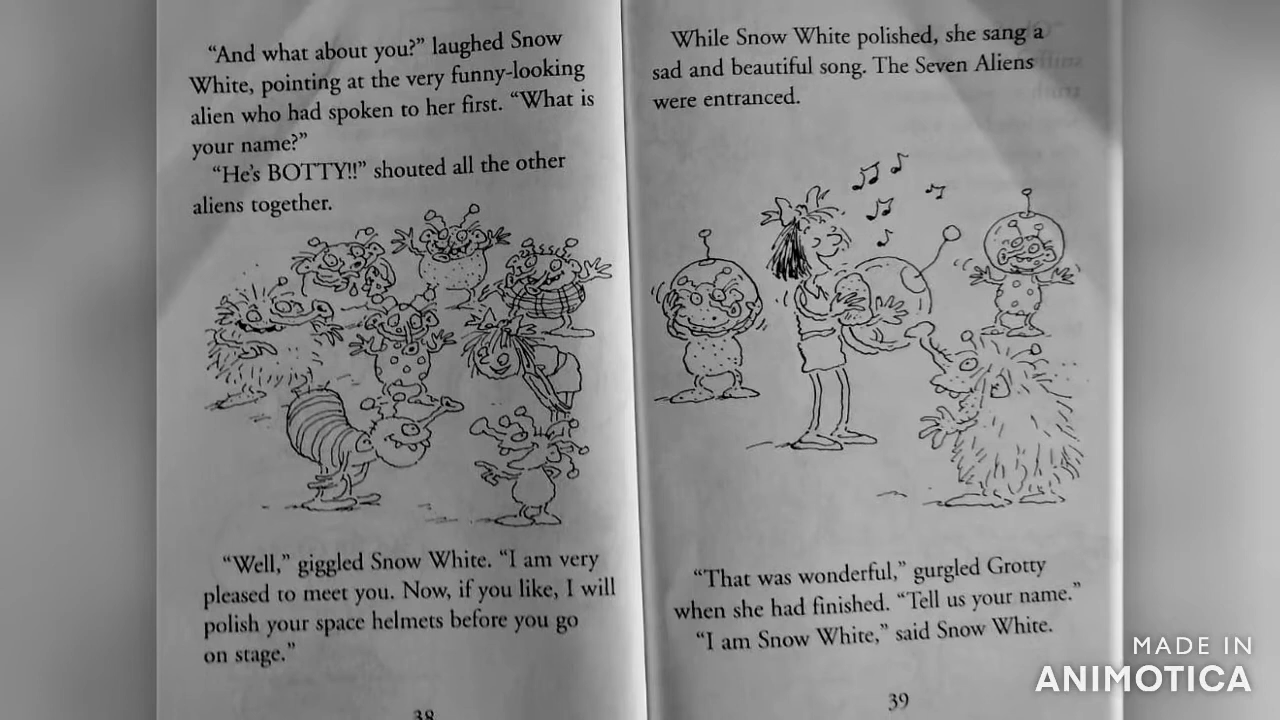 “And what about you?” laughed Snow
White, pointing at the very funny-looking
alien who had spoken to her first. “What is
your name?”
“He’s BOTTY!!” shouted all the other
aliens together.
“Well,” giggled Snow White. “I am very
pleased to meet you. Now, if you like, I will
polish your space helmets before you go
on stage.”
38
While Snow White polished, she sang a
sad and beautiful song. The Seven Aliens
were entranced.
“That was wonderful,” gurgled Grotty
when she had finished. “Tell us your name.”
“I am Snow White,” said Snow White.
39
MADE IN
ANIMOTICA